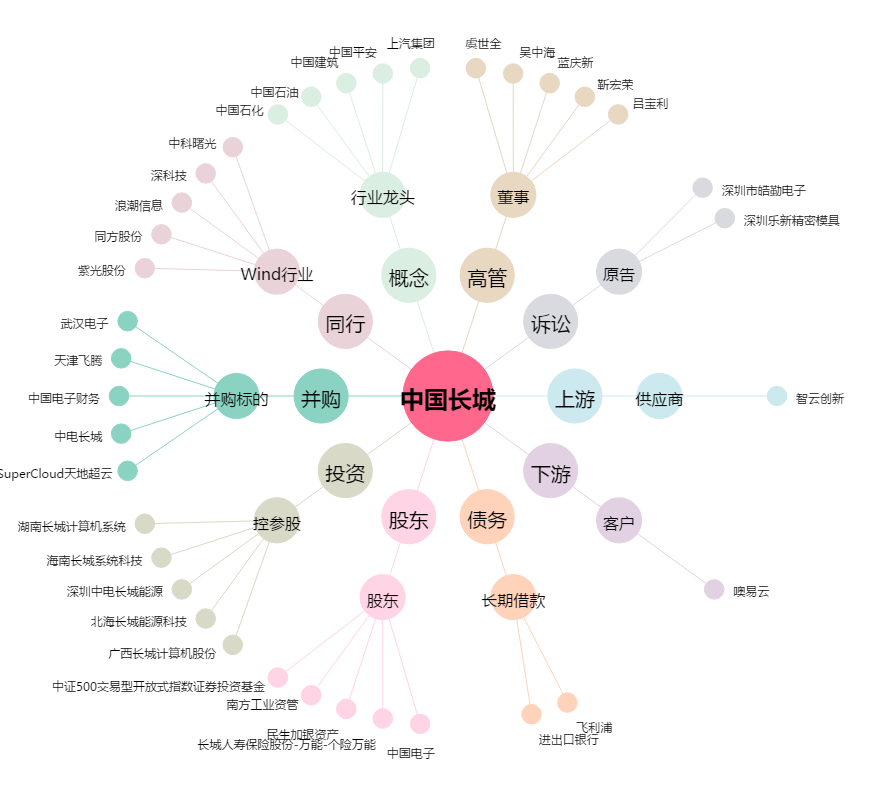 上汽集团
中国平安
中国建筑
中国石油
中国石化
行业龙头
概念
虞世全
吴中海
蓝庆新
靳宏荣
吕宝利
董事
高管
深圳市皓勤电子
深圳乐新精密模具
原告
诉讼
中科曙光
深科技
浪潮信息
同方股份
紫光股份
Wind行业
同行
中国长城
武汉电子
天津飞腾
中国电子财务
中电长城
SuperCloud天地超云
并购标的
并购
上游
供应商
智云创新
投资
控参股
湖南长城计算机系统
海南长城系统科技
深圳中电长城能源
北海长城能源科技
广西长城计算机股份
下游
客户
噢易云
股东
股东
中证500交易型开放式指数证券投资基金
南方工业资管
民生加银资产
长城人寿保险股份-万能-个险万能
中国电子
债务
长期借款
飞利浦
进出口银行